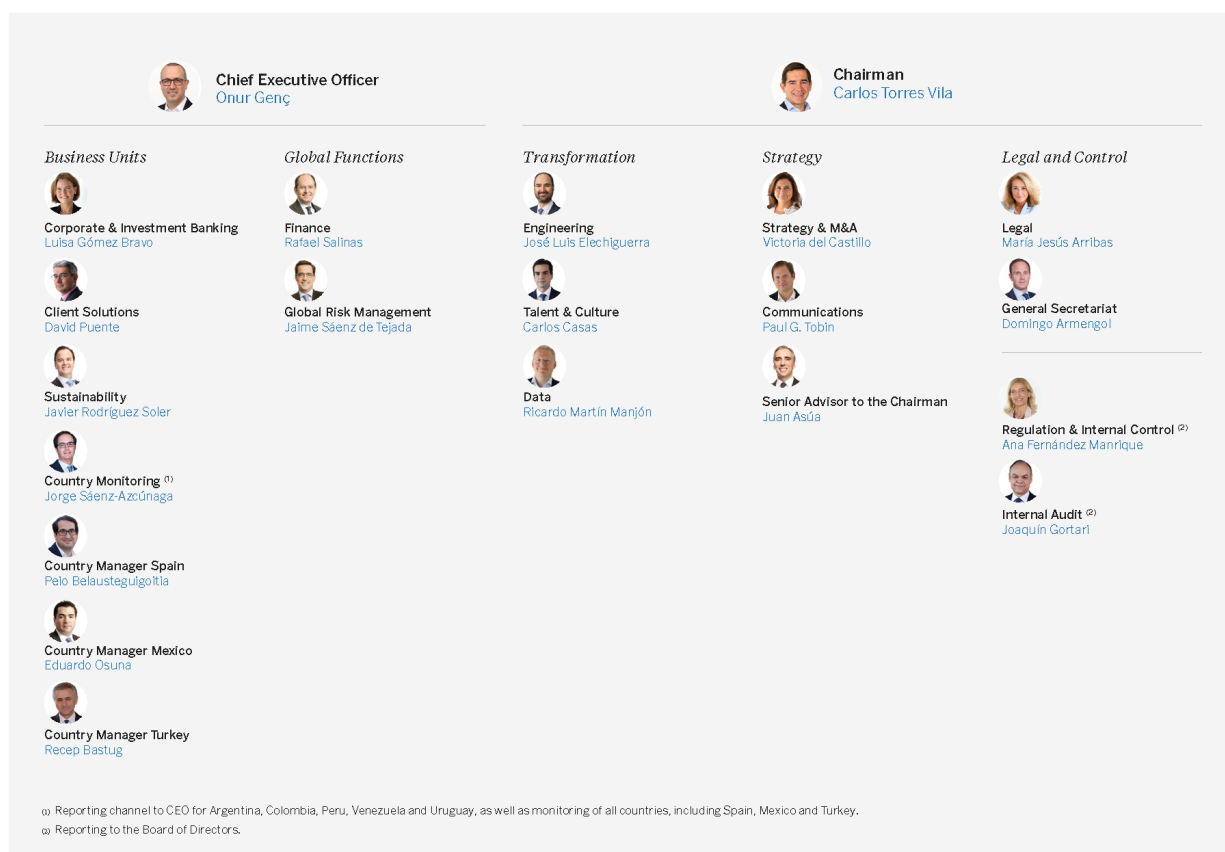 Chief Executive Officer
Onur Genç
Chairman
Carlos Torres Vila
Business Units
Corporate & Investment Banking
Luisa Gómez Bravo
Client Solutions
David Puente
Sustainability
Javier Rodríguez Soler
Country Monitoring (1)
Jorge Sáenz-Azcúnaga
Country Manager Spain
Peio Belausteguigoitia
Country Manager Mexico
Eduardo Osuna
Country Manager Turkey
Recep Bastug
Global Functions
Finance
Rafael Salinas
Global Risk Management
Jaime Sáenz de Tejada
Transformation
Engineering
José Luis Elechiguerra
Talent & Culture
Carlos Casas
Data
Ricardo Martín Manjón
Strategy
Strategy & M&A
Victoria del Castillo
Communications
Paul G. Tobin
Senior Advisor to the Chairman
Juan Asúa
Legal and Control
Legal
María Jesús Arribas
General Secretariat
Domingo Armengol
Regulation & Internal Control (2)
Ana Fernández Manrique
Internal Audit (2)
Joaquín Gortari
(1) Reporting channel to CEO for Argentina, Colombia, Peru, Venezuela and Uruguay, as well as monitoring of all countries, including Spain, Mexico and Turkey.
(2) Reporting to the Board of Directors.